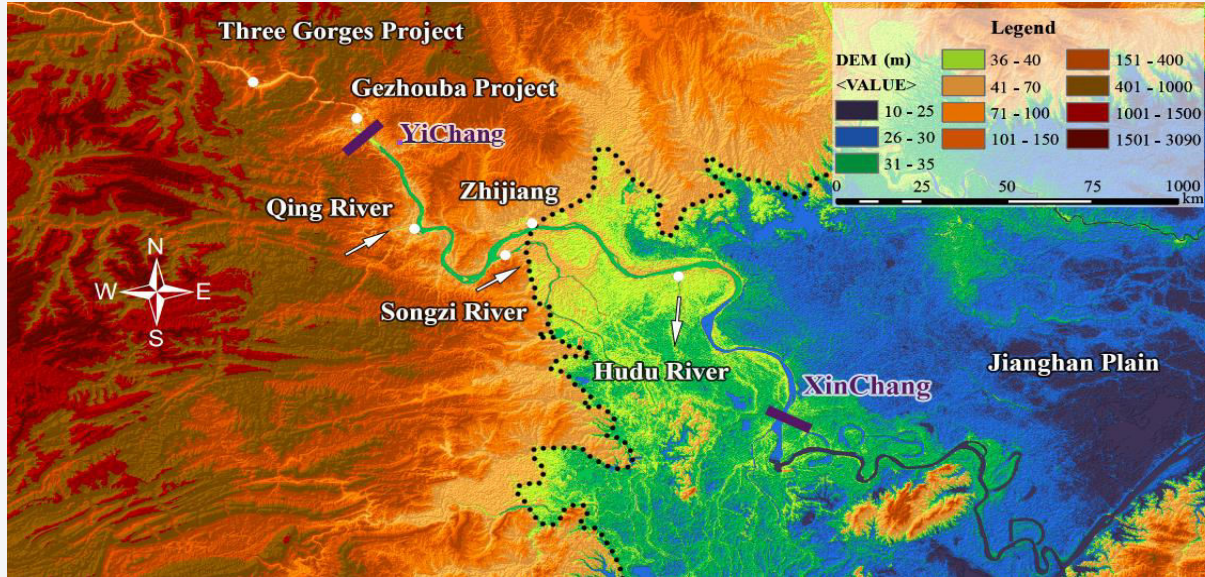 Three Gorges Project
Gezhouba Project
YiChang
Zhijiang
Qing River
Songzi River
Hudu River
XinChang
Jianghan Plain
N
W E
S
Legend
DEM (m)
<VALUE>
10 - 25
26 - 30
31 - 35
36 - 40
41 - 70
71 - 100
101 - 150
151 - 400
401 - 1000
1001 - 1500
1501 - 3090
0 25 50 75 1000
km